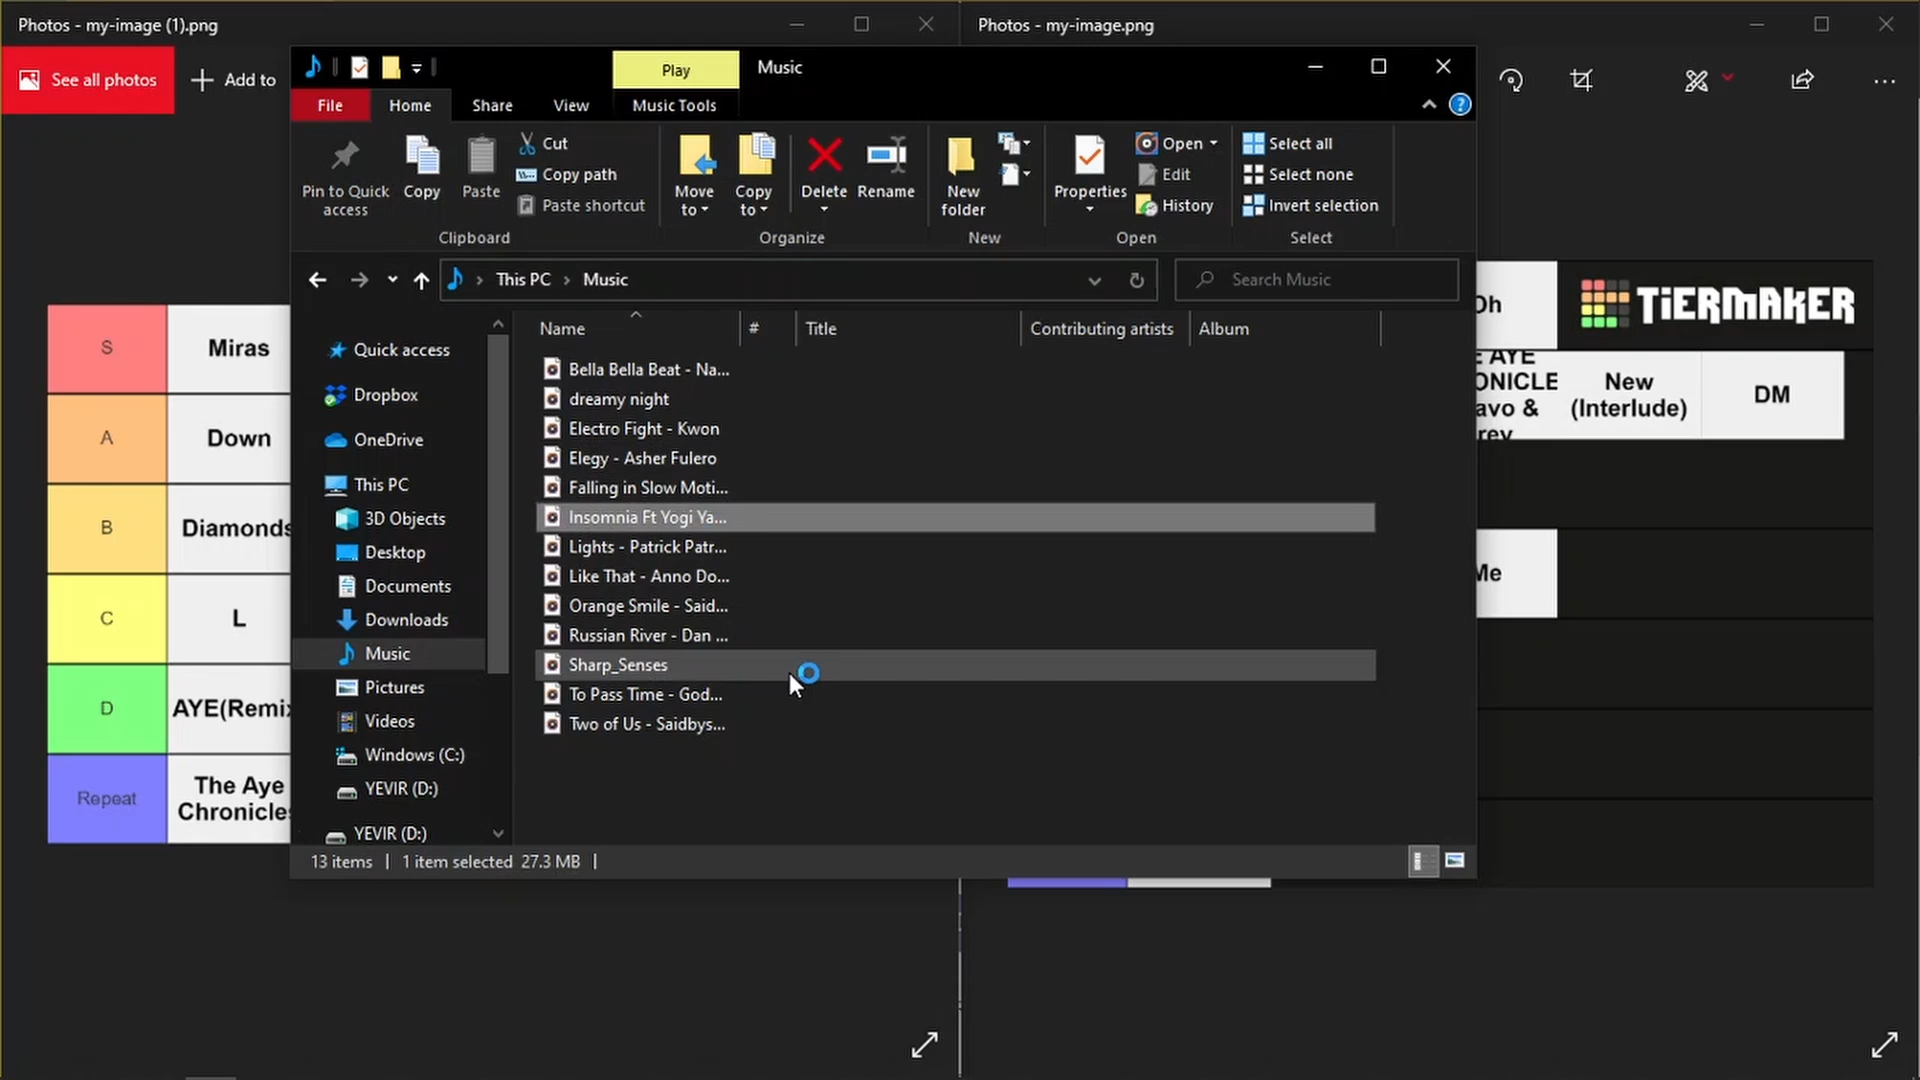 Photos - my-image (1).png
Photos - my-image.png
See all photos
Add to
Play
Music
File
Home
Share
View
Music Tools
Pin to Quick
access
Copy
Paste
Cut
Copy path
Paste shortcut
Clipboard
Move
to
Copy
to
Delete
Rename
Organize
New
folder
New
Properties
Open
Edit
History
Open
Select all
Select none
Invert selection
Select
This PC > Music
Search Music
Name
#
Title
Contributing artists
Album
Quick access
Dropbox
OneDrive
This PC
3D Objects
Desktop
Documents
Downloads
Music
Pictures
Videos
Windows (C:)
YEVIR (D:)
YEVIR (D:)
Bella Bella Beat - Na...
dreamy night
Electro Fight - Kwon
Elegy - Asher Fulero
Falling in Slow Moti...
Insomnia Ft Yogi Ya...
Lights - Patrick Patr...
Like That - Anno Do...
Orange Smile - Said...
Russian River - Dan ...
Sharp_Senses
To Pass Time - God...
Two of Us - Saidbys...
13 items
1 item selected 27.3 MB
S
Miras
A
Down
B
Diamonds
C
L
D
AYE(Remix
Repeat
The Aye
Chronicles
Oh
TIERMAKER
AYE
New
(Interlude)
DM
Me